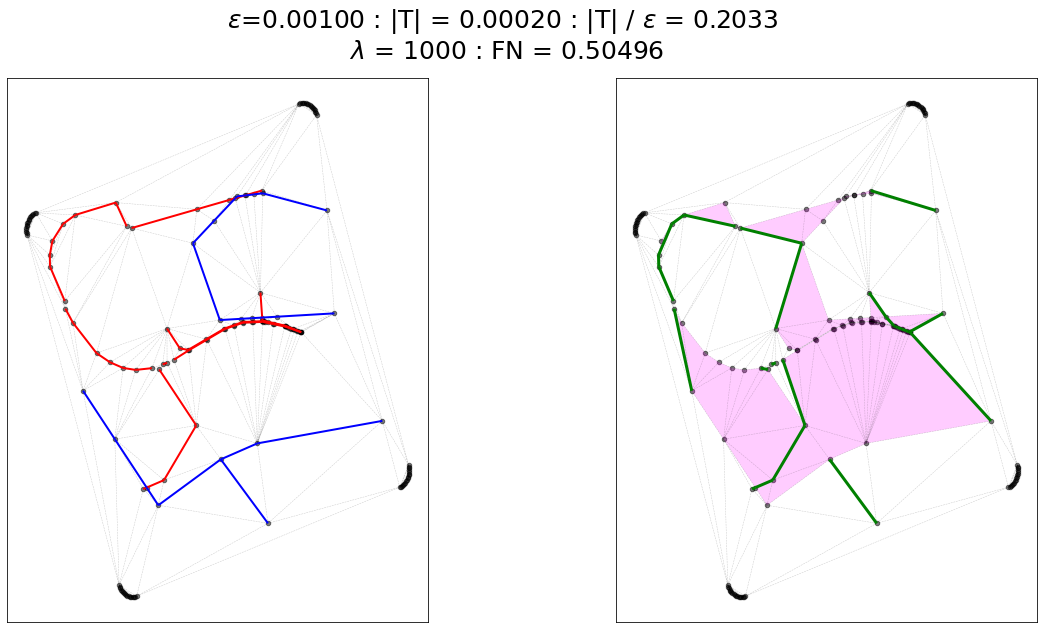 ε=0.00100 : |T| = 0.00020 : |T| / ε = 0.2033
λ = 1000 : FN = 0.50496